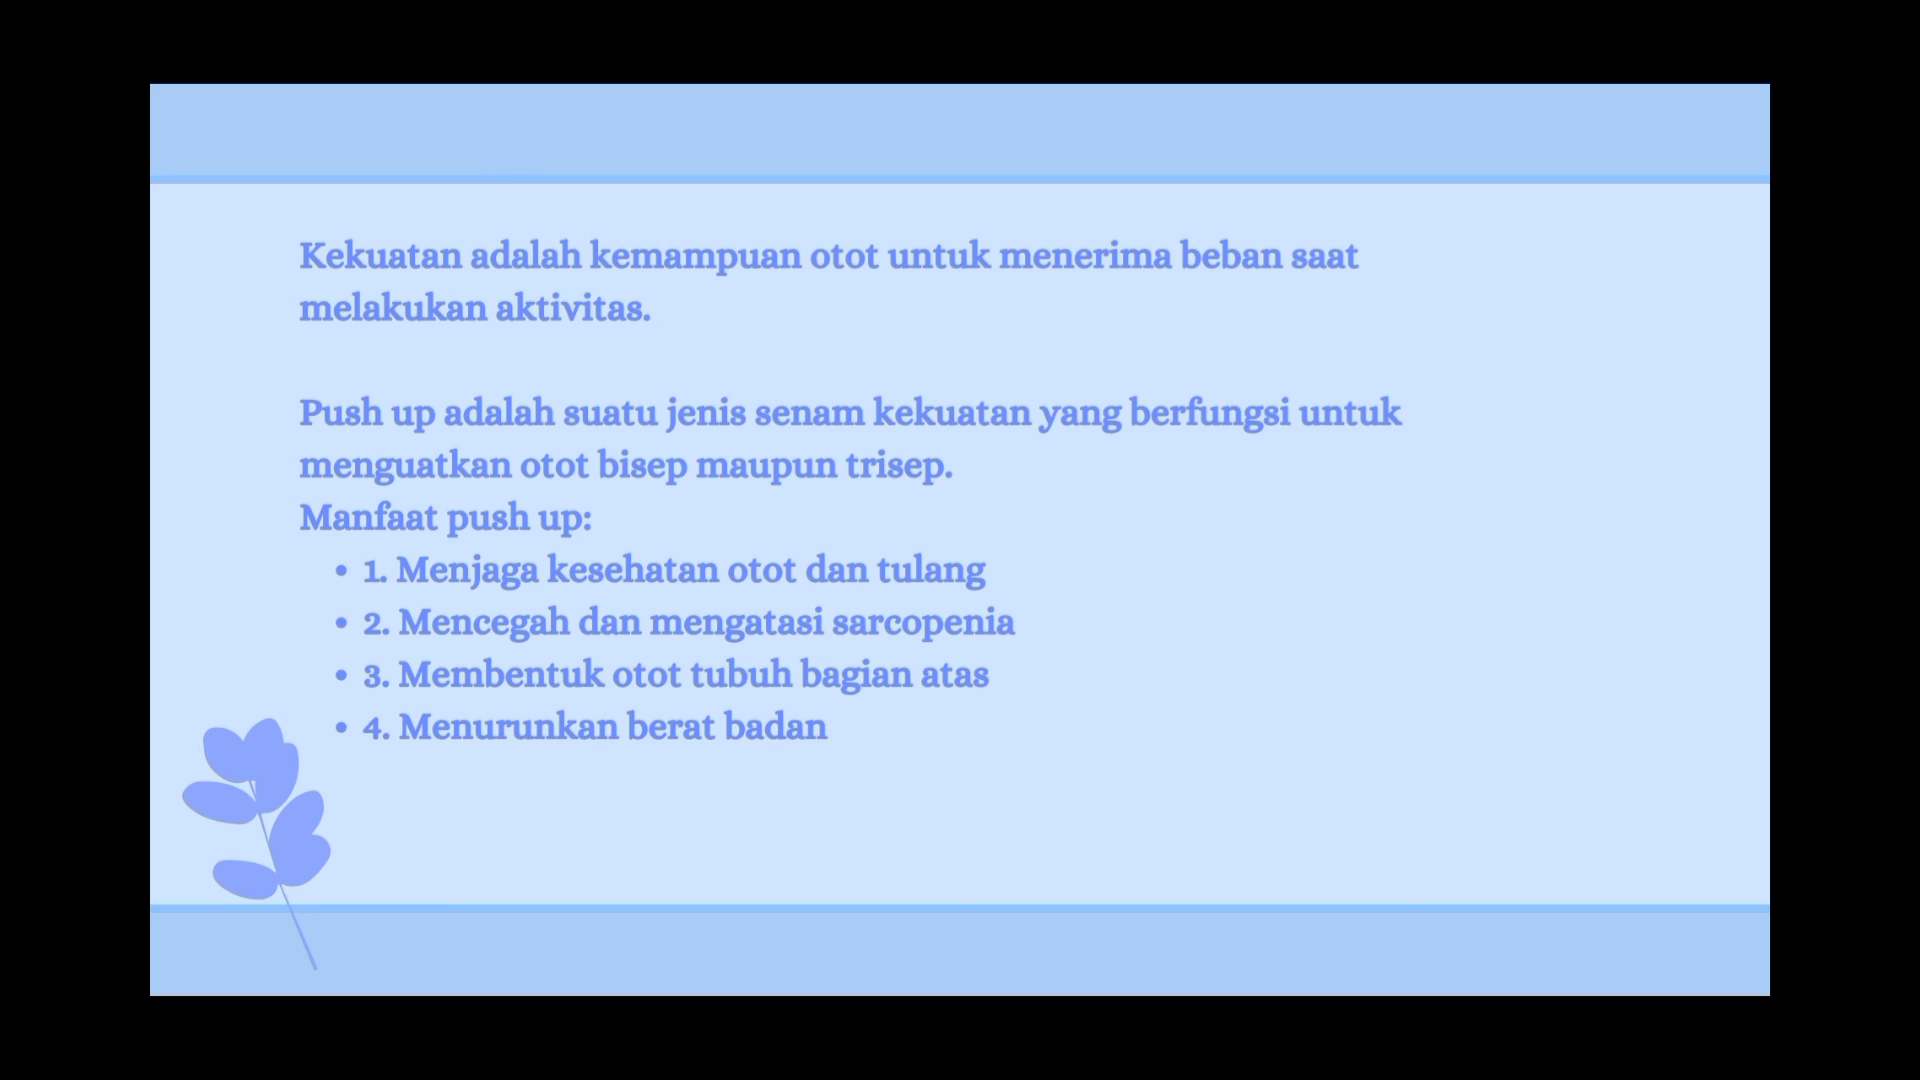 Kekuatan adalah kemampuan otot untuk menerima beban saat
melakukan aktivitas.
Push up adalah suatu jenis senam kekuatan yang berfungsi untuk
menguatkan otot bisep maupun trisep.
Manfaat push up:
• 1. Menjaga kesehatan otot dan tulang
• 2. Mencegah dan mengatasi sarcopenia
• 3. Membentuk otot tubuh bagian atas
• 4. Menurunkan berat badan